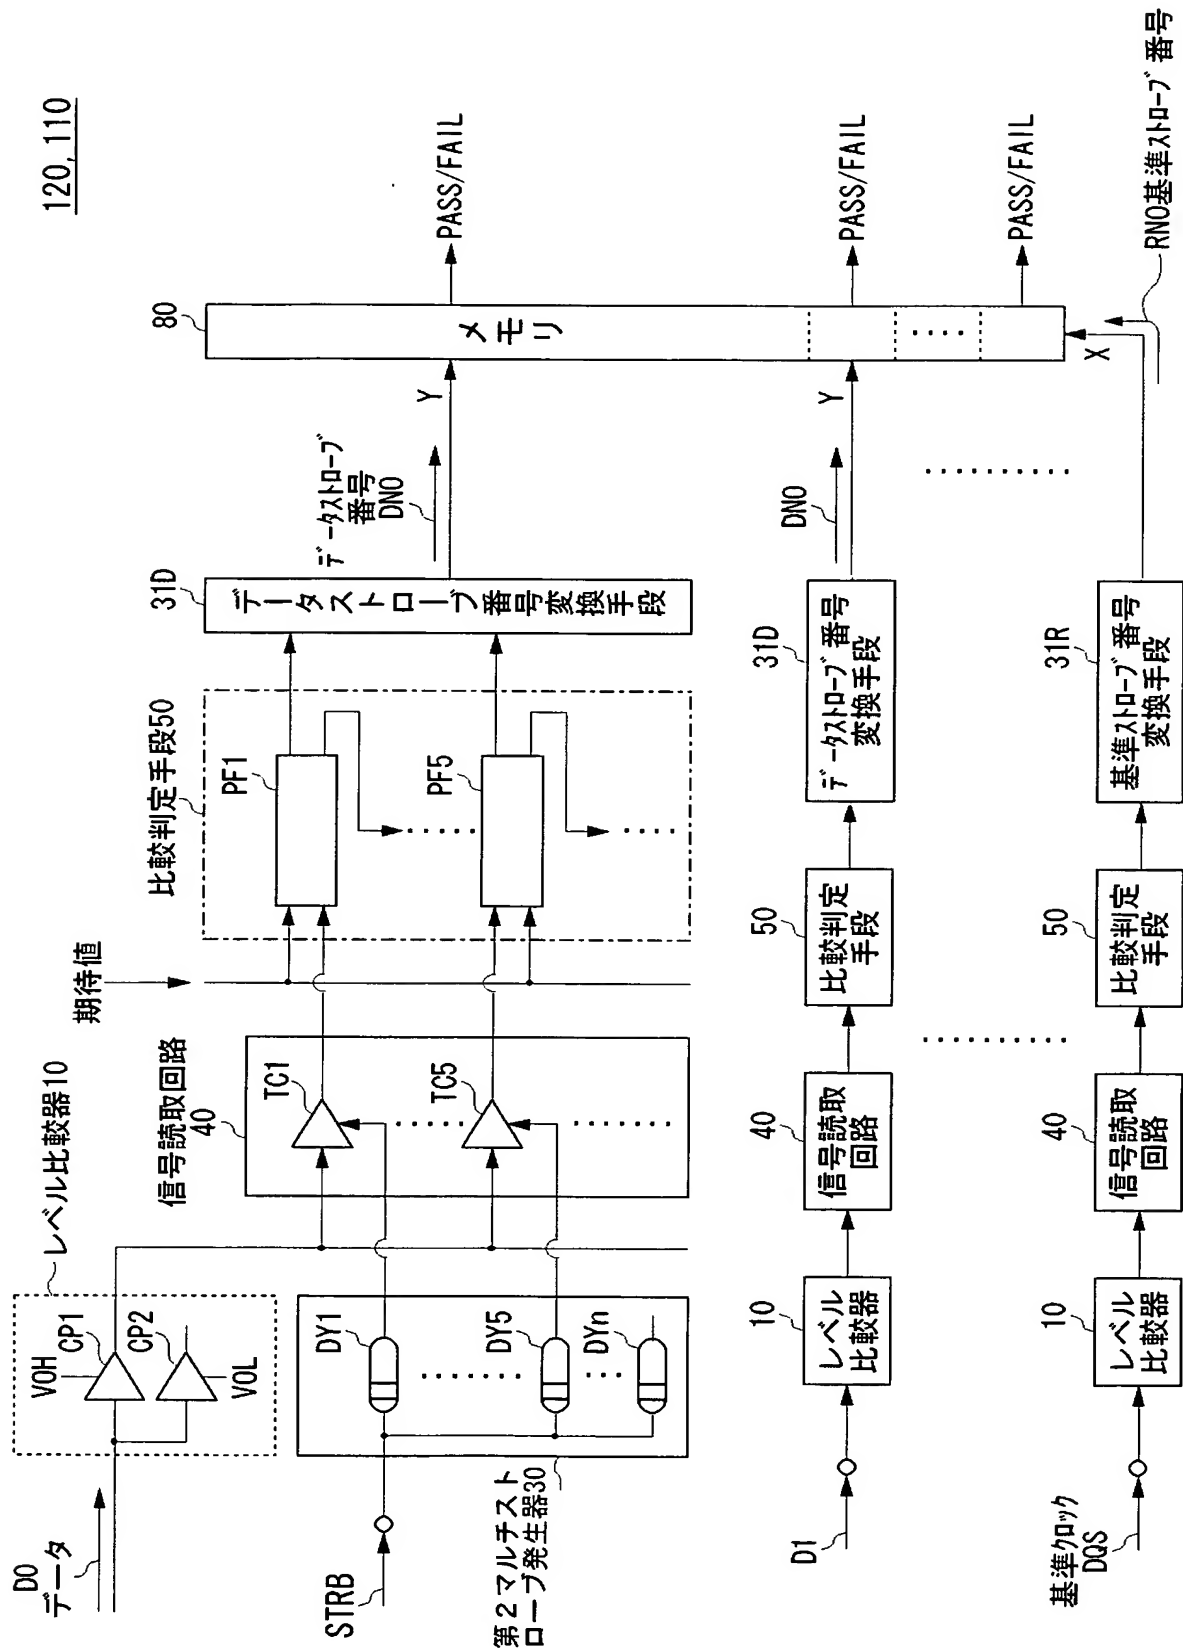 120, 110
D0
データ
レベル比較器10
VOH
CP1
CP2
VOL
STRB
DY1
DY5
DYn
第2マルチスト
ローブ発生器30
信号読取回路
40
TC1
TC5
期待値
比較判定手段50
PF1
PF5
31D
データストローブ番号変換手段
データストローブ
番号
DNO
Y
80
メモリ
PASS/FAIL
D1
10
レベル
比較器
40
信号読取
回路
50
比較判定
手段
31D
データストローブ番号
変換手段
DNO
Y
PASS/FAIL
PASS/FAIL
基準クロック
DQS
10
レベル
比較器
40
信号読取
回路
50
比較判定
手段
31R
基準ストローブ番号
変換手段
X
RNO基準ストローブ番号